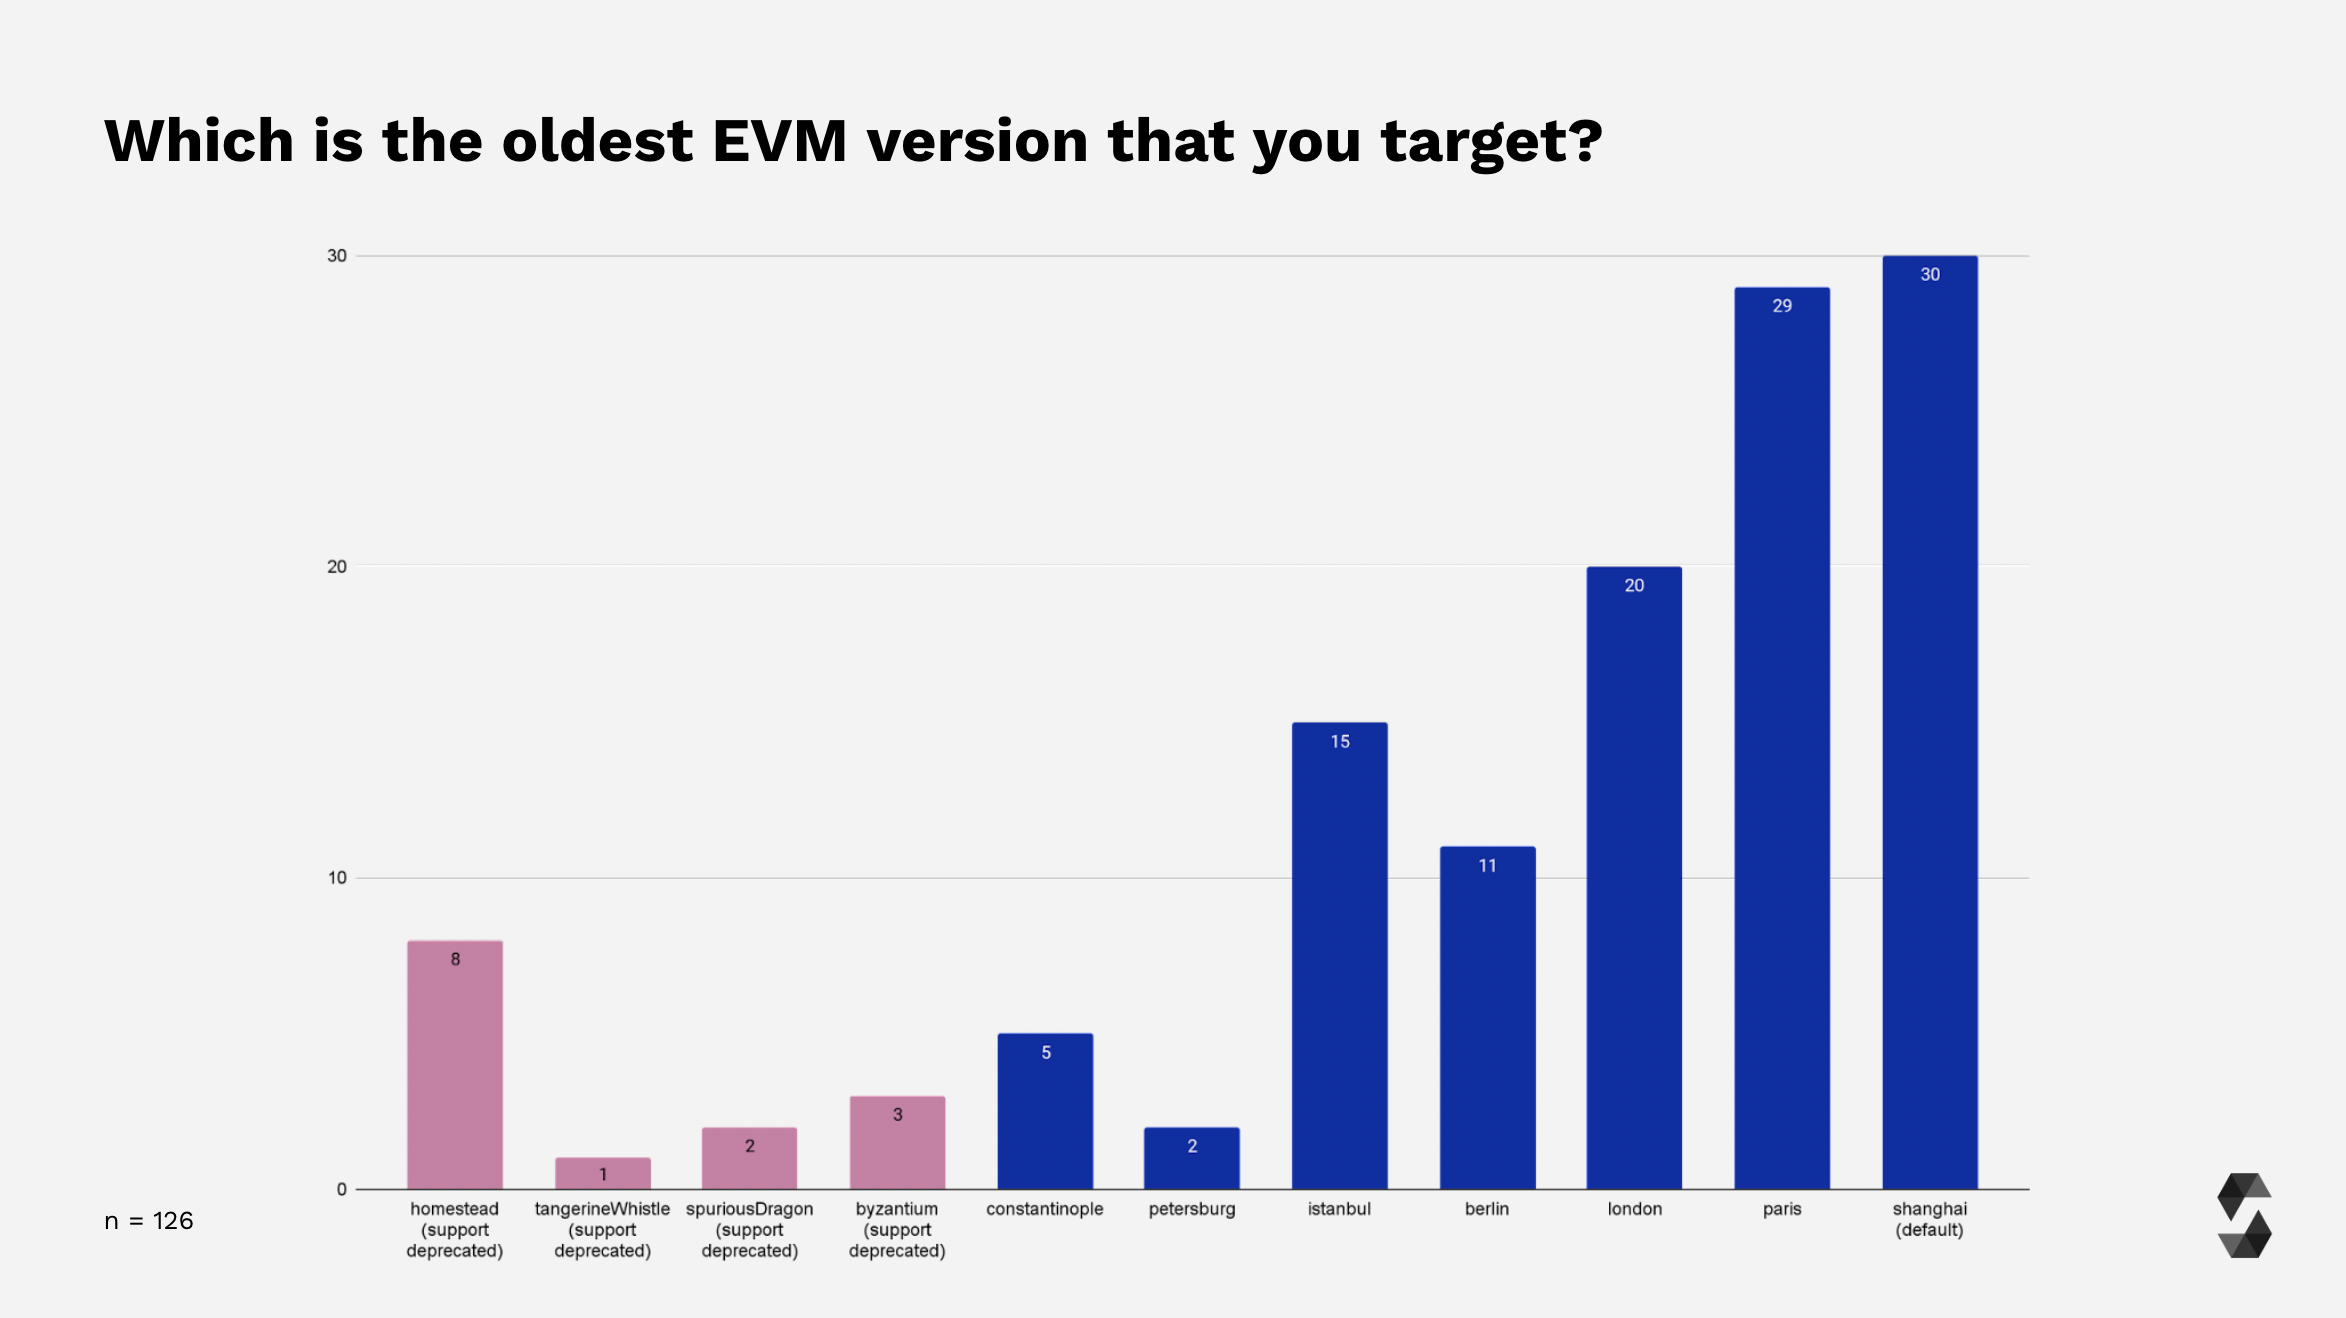 Which is the oldest EVM version that you target?
30
20
10
0
8
1
2
3
5
2
15
11
20
29
30
homestead
(support
deprecated)
tangerineWhistle
(support
deprecated)
spuriousDragon
(support
deprecated)
byzantium
(support
deprecated)
constantinople
petersburg
istanbul
berlin
london
paris
shanghai
(default)
n = 126